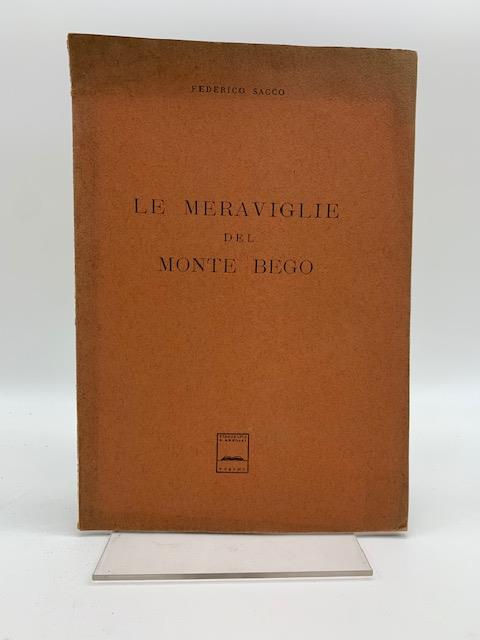 FEDERICO SACCO
LE MERAVIGLIE
DEL
MONTE BEGO